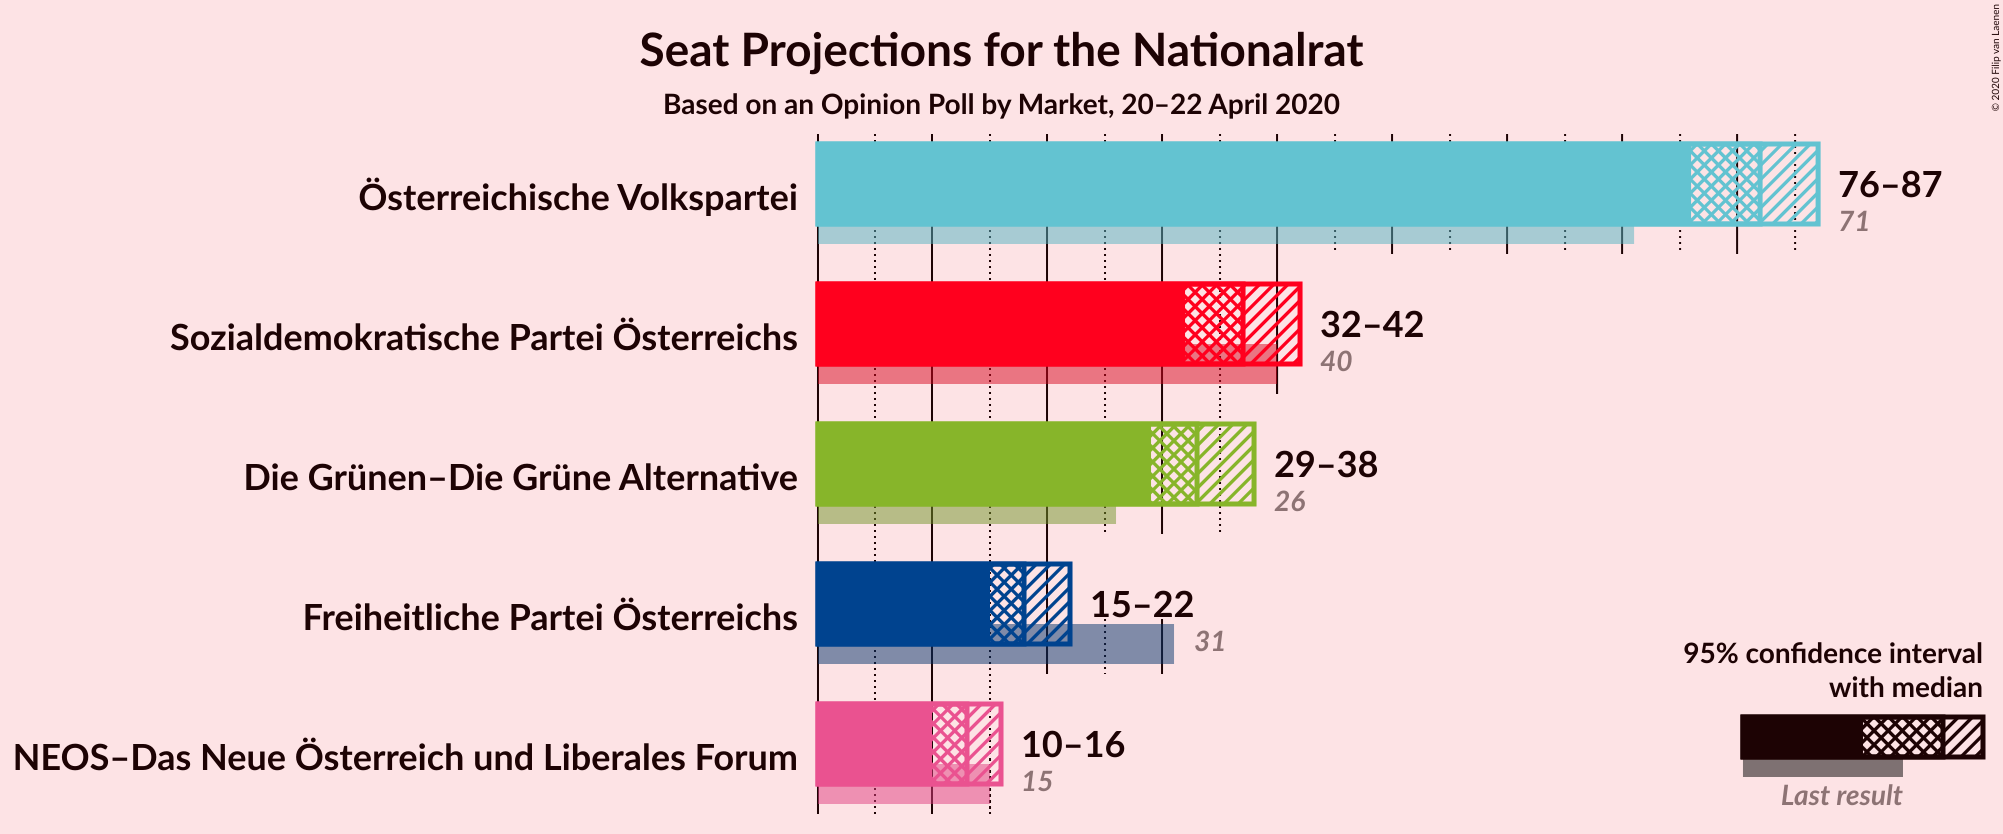 Seat Projections for the Nationalrat
Based on an Opinion Poll by Market, 20–22 April 2020
© 2020 Filip van Laenen
Österreichische Volkspartei
76–87
71
Sozialdemokratische Partei Österreichs
32–42
40
Die Grünen–Die Grüne Alternative
29–38
26
Freiheitliche Partei Österreichs
15–22
31
NEOS–Das Neue Österreich und Liberales Forum
10–16
15
95% confidence interval
with median
Last result